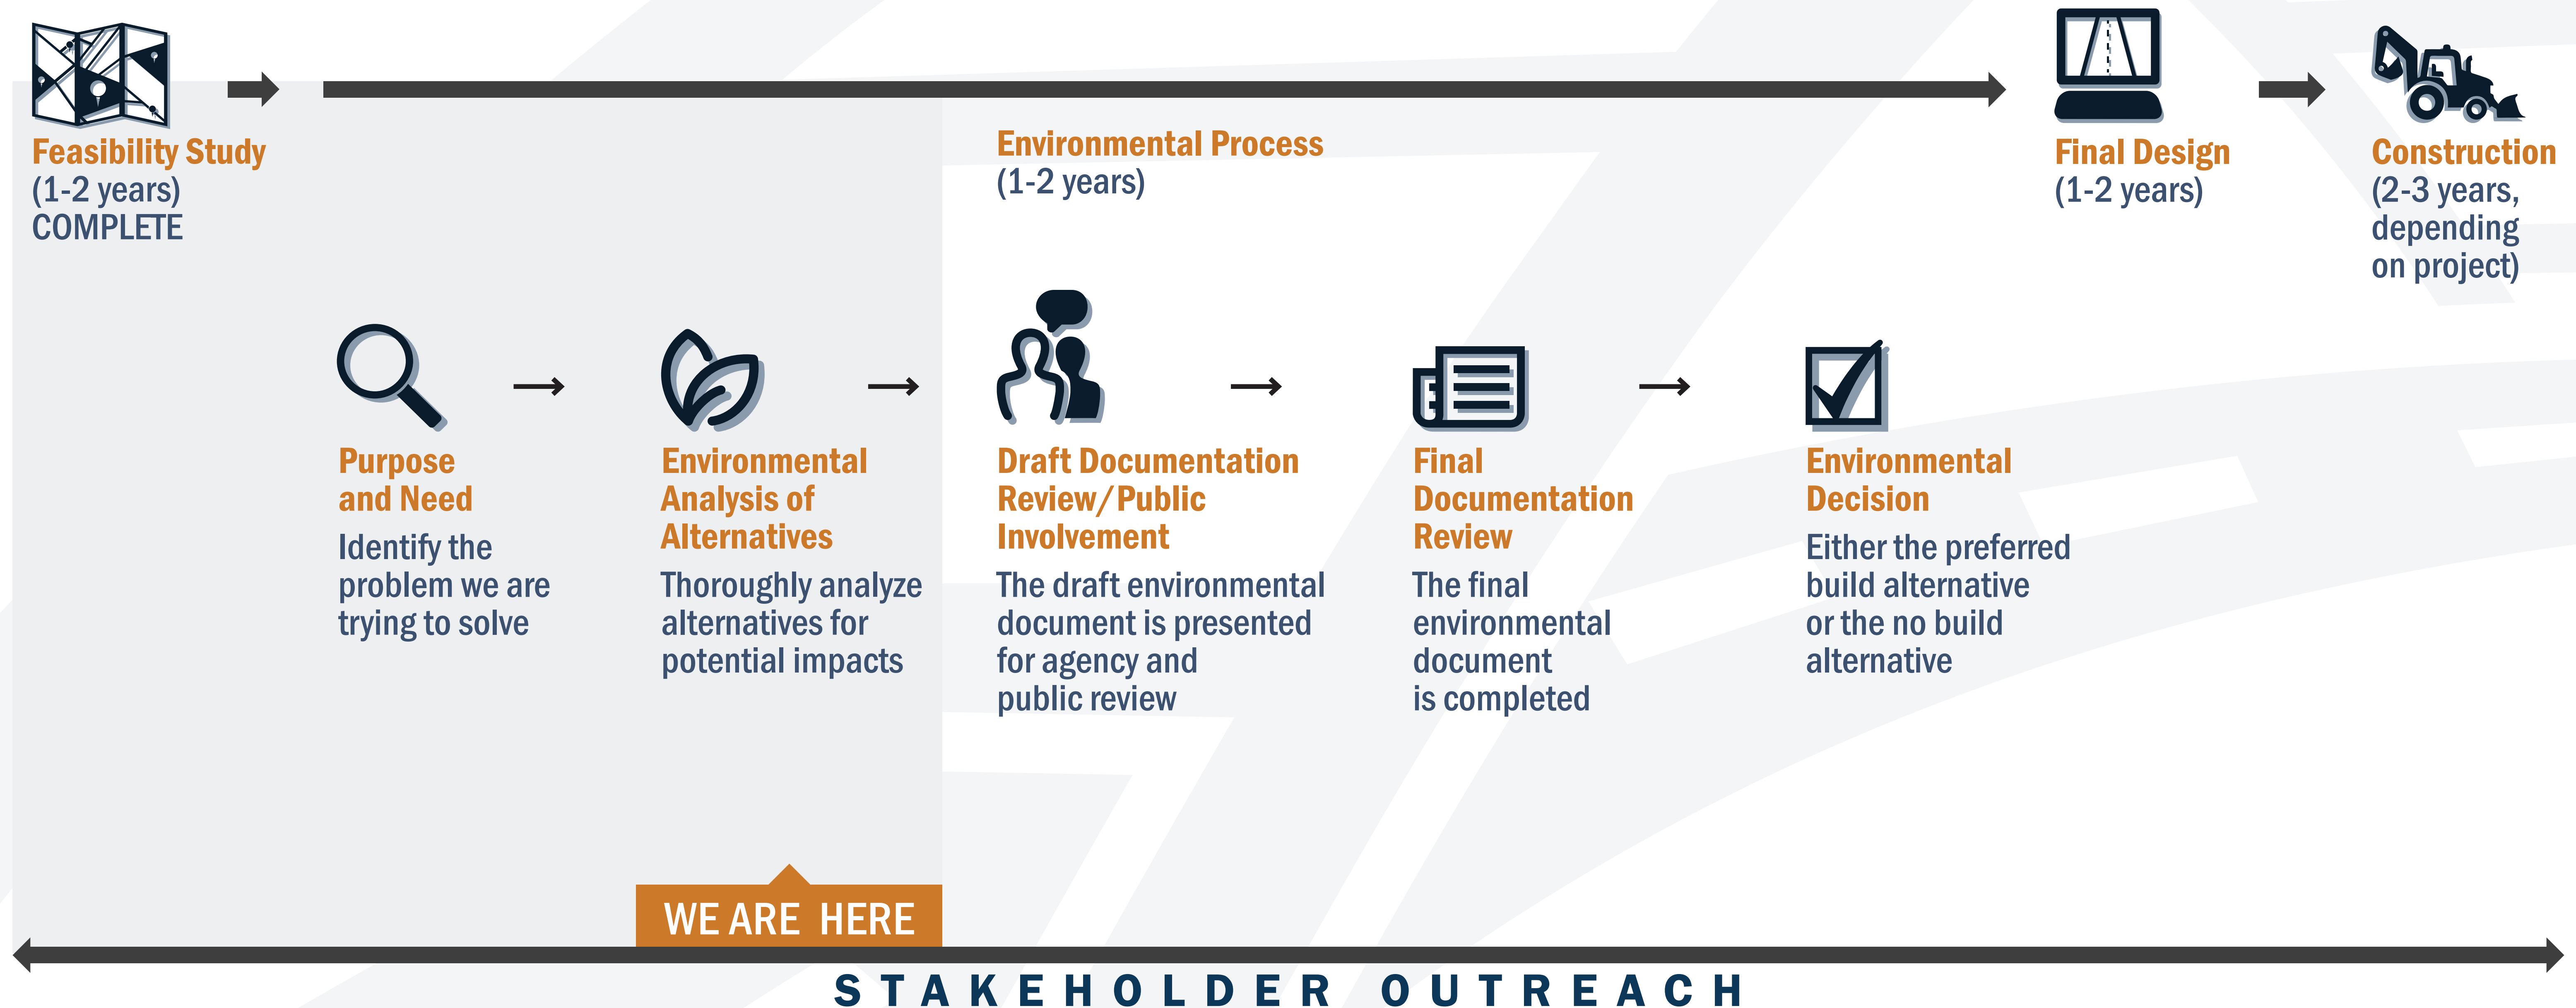 Feasibility Study
(1-2 years)
COMPLETE
Environmental Process
(1-2 years)
Final Design
(1-2 years)
Construction
(2-3 years,
depending
on project)
Purpose
and Need
Identify the
problem we are
trying to solve
Environmental
Analysis of
Alternatives
Thoroughly analyze
alternatives for
potential impacts
Draft Documentation
Review/Public
Involvement
The draft environmental
document is presented
for agency and
public review
Final
Documentation
Review
The final
environmental
document
is completed
Environmental
Decision
Either the preferred
build alternative
or the no build
alternative
WE ARE HERE
STAKEHOLDER OUTREACH